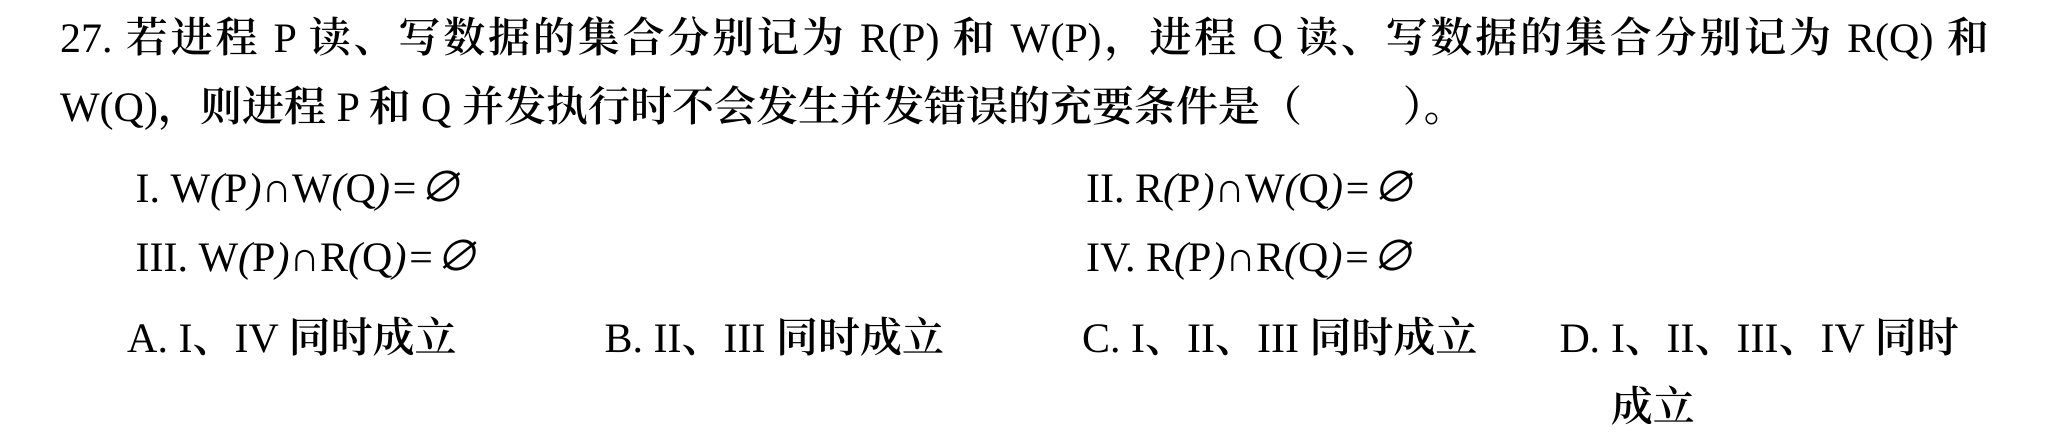 27. 若进程 P 读、写数据的集合分别记为 R(P) 和 W(P)，进程 Q 读、写数据的集合分别记为 R(Q) 和
W(Q)，则进程 P 和 Q 并发执行时不会发生并发错误的充要条件是（　　）。
I. W(P)∩W(Q)=∅ II. R(P)∩W(Q)=∅
III. W(P)∩R(Q)=∅ IV. R(P)∩R(Q)=∅
A. I、IV 同时成立 B. II、III 同时成立 C. I、II、III 同时成立 D. I、II、III、IV 同时
成立